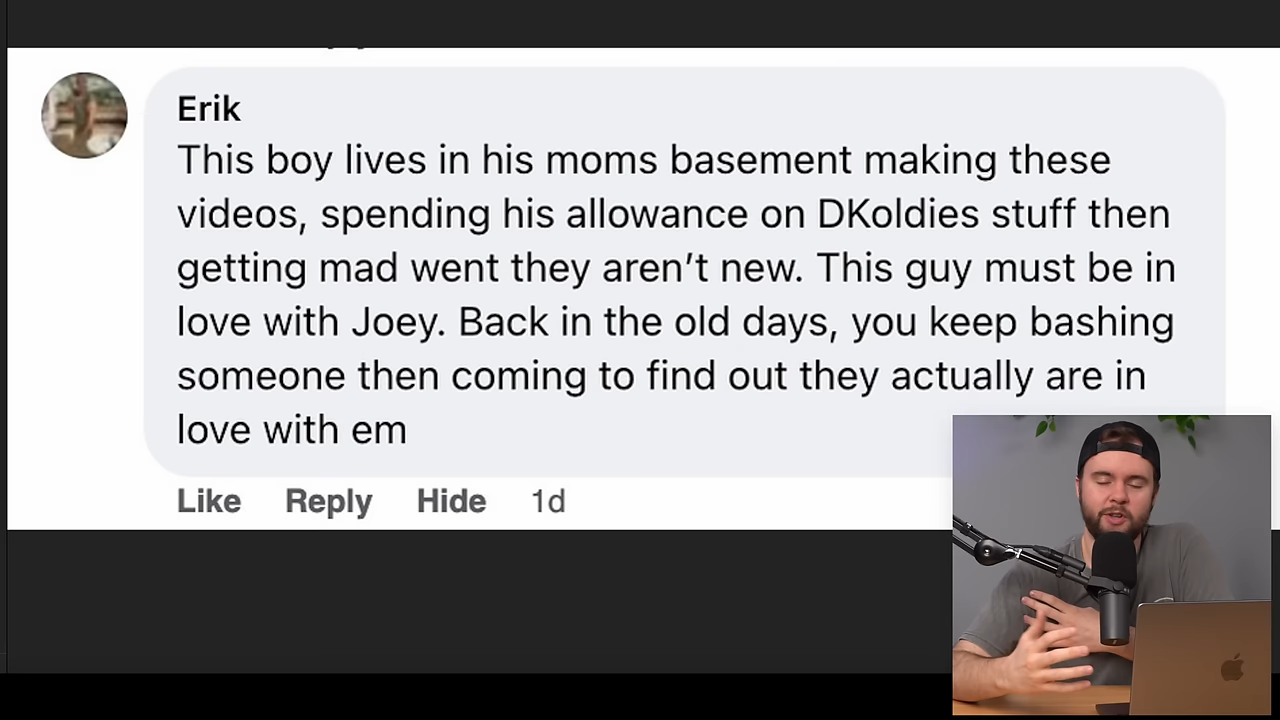 Erik
This boy lives in his moms basement making these
videos, spending his allowance on DKoldies stuff then
getting mad went they aren’t new. This guy must be in
love with Joey. Back in the old days, you keep bashing
someone then coming to find out they actually are in
love with em
Like Reply Hide 1d